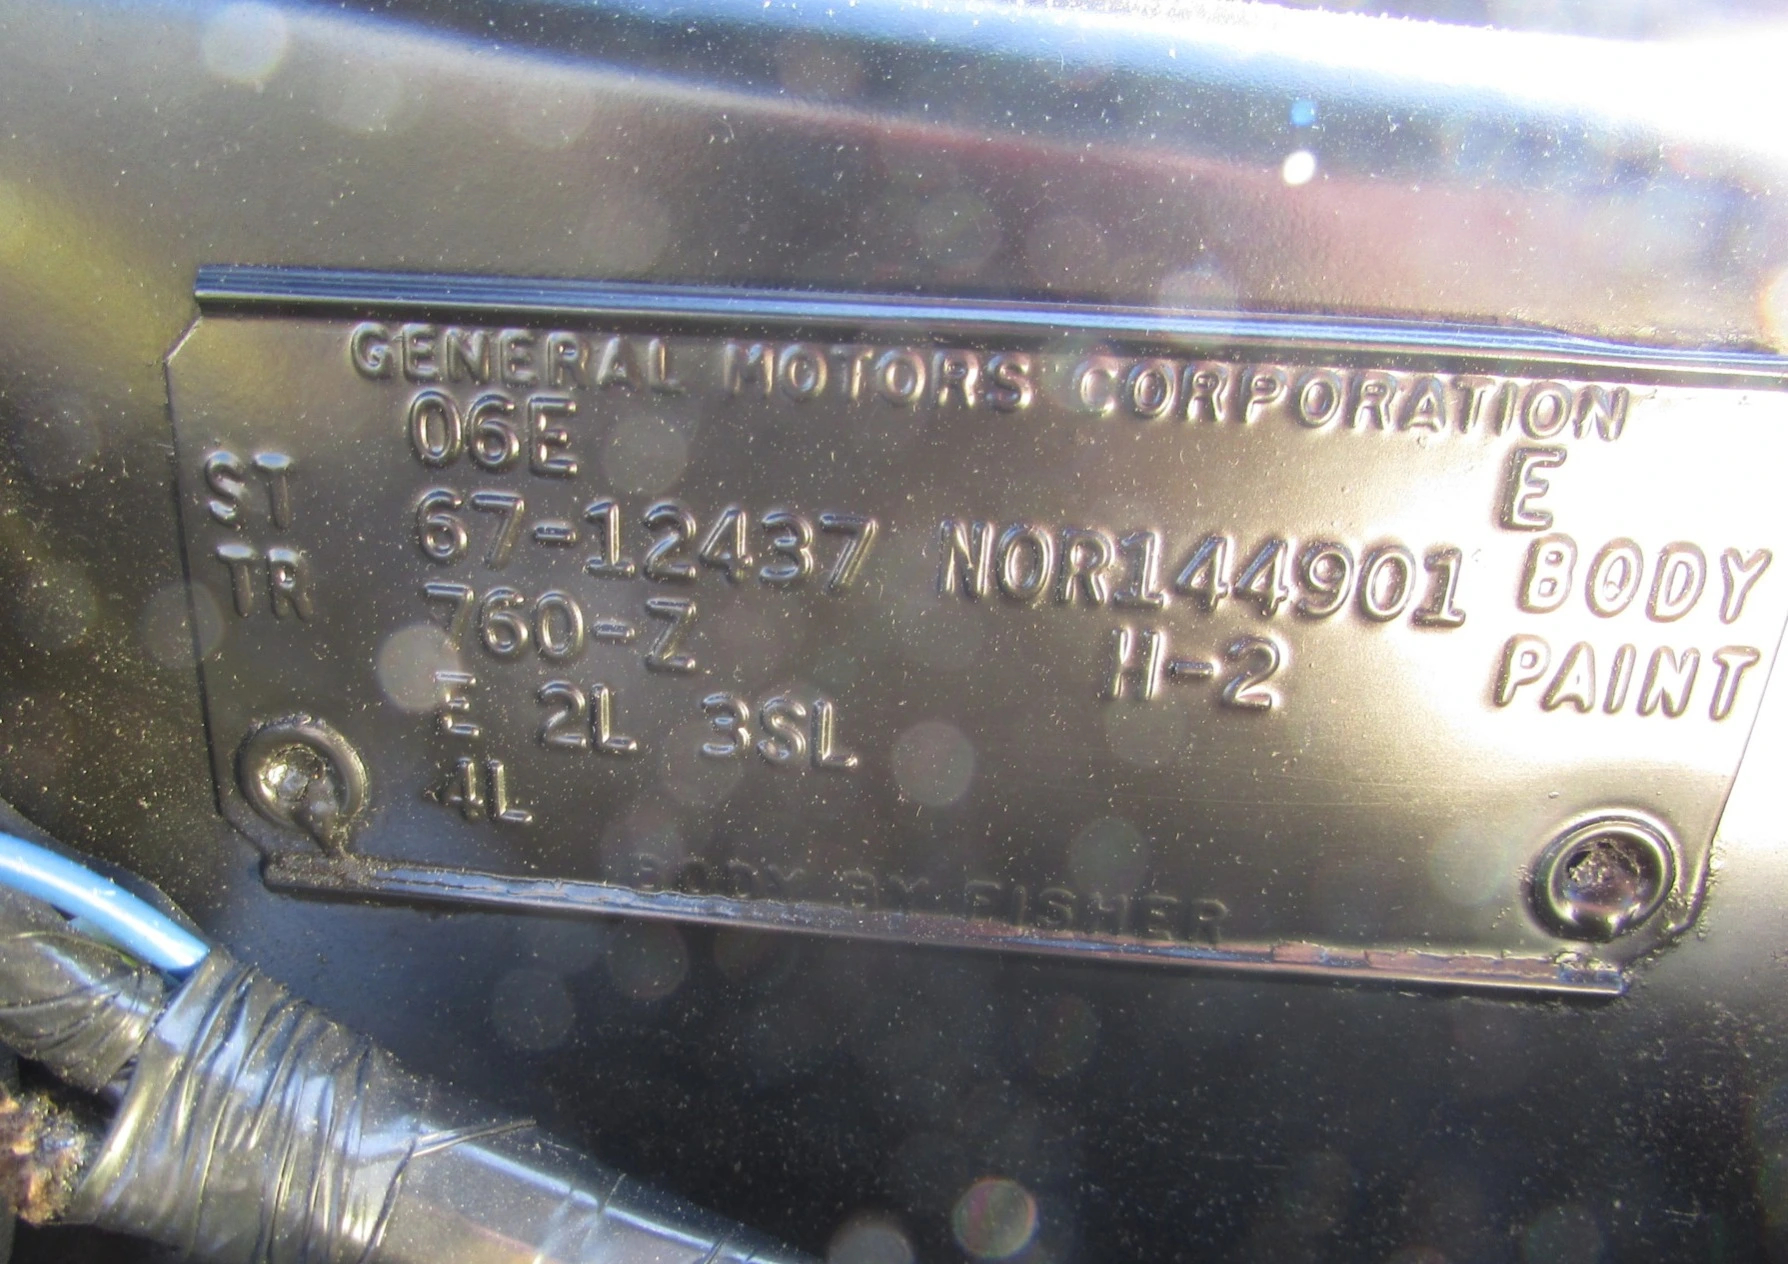 GENERAL MOTORS CORPORATION
06E E
ST 67-12437 NOR144901 BODY
TR 760-Z H-2 PAINT
E 2L 3SL
4L
BODY BY FISHER